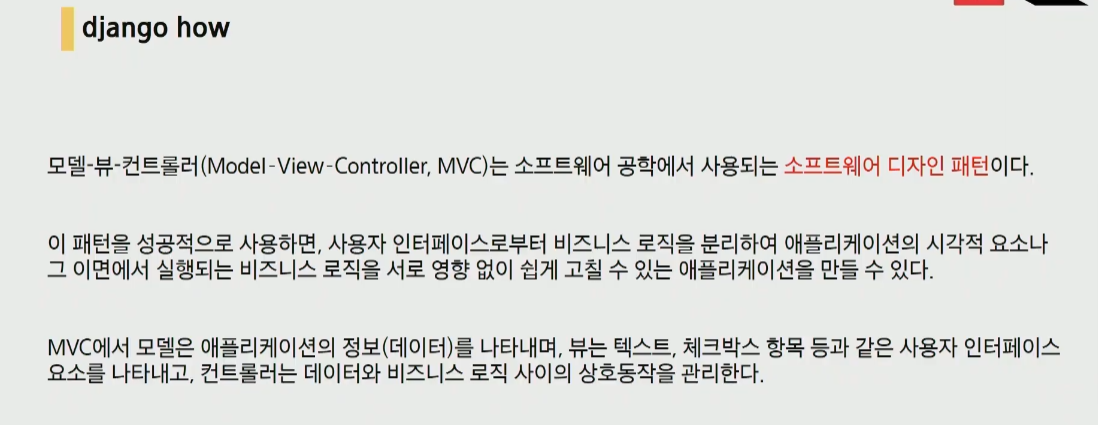 django how
모델-뷰-컨트롤러(Model-View-Controller, MVC)는 소프트웨어 공학에서 사용되는 소프트웨어 디자인 패턴이다.
이 패턴을 성공적으로 사용하면, 사용자 인터페이스로부터 비즈니스 로직을 분리하여 애플리케이션의 시각적 요소나
그 이면에서 실행되는 비즈니스 로직을 서로 영향 없이 쉽게 고칠 수 있는 애플리케이션을 만들 수 있다.
MVC에서 모델은 애플리케이션의 정보(데이터)를 나타내며, 뷰는 텍스트, 체크박스 항목 등과 같은 사용자 인터페이스
요소를 나타내고, 컨트롤러는 데이터와 비즈니스 로직 사이의 상호동작을 관리한다.